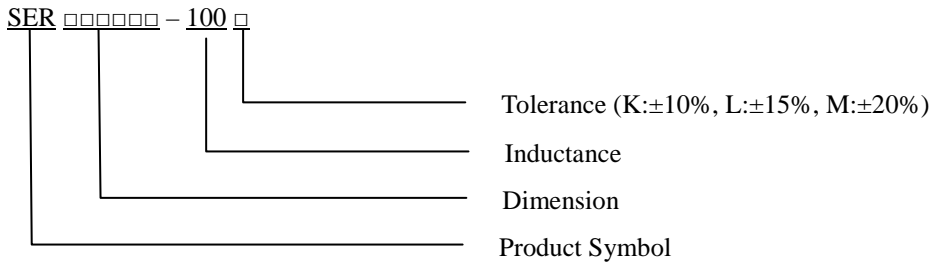 SER □□□□□□ – 100 □
Tolerance (K:±10%, L:±15%, M:±20%)
Inductance
Dimension
Product Symbol